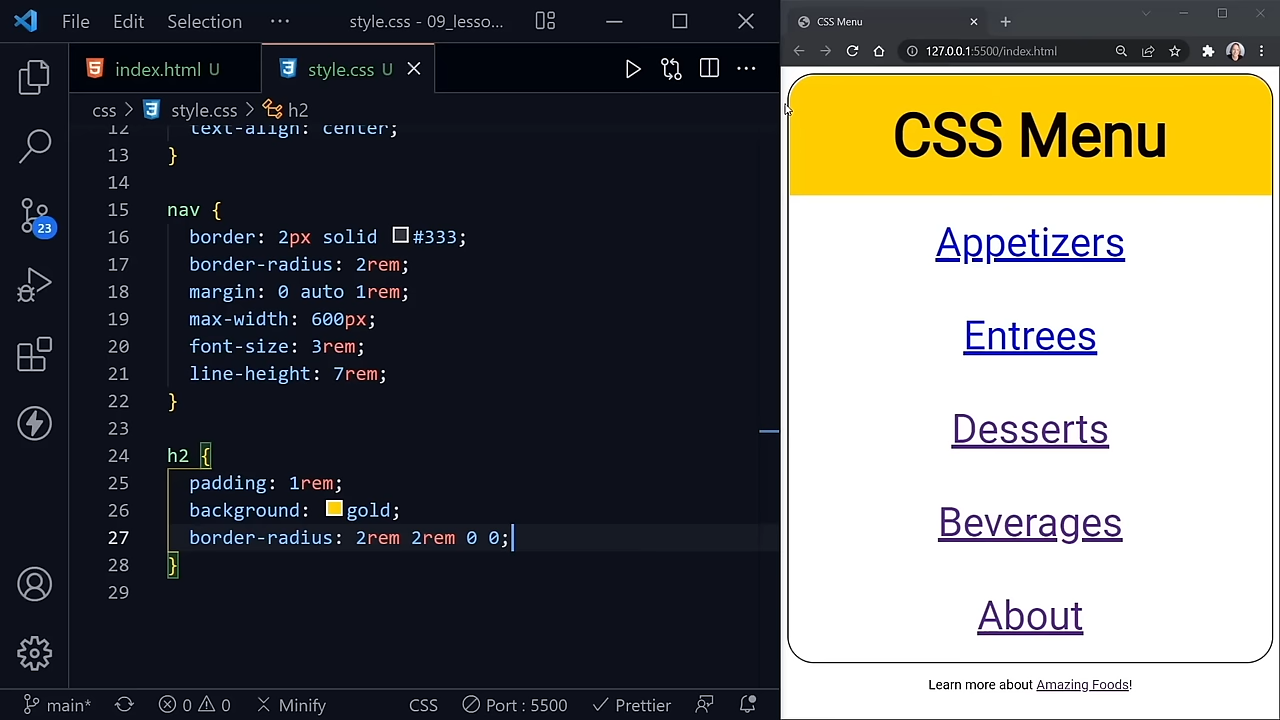 File Edit Selection ··· style.css - 09_lesso...
index.html U style.css U
css > style.css > h2
12 text-align: center;
13 }
14
15 nav {
16 border: 2px solid #333;
17 border-radius: 2rem;
18 margin: 0 auto 1rem;
19 max-width: 600px;
20 font-size: 3rem;
21 line-height: 7rem;
22 }
23
24 h2 {
25 padding: 1rem;
26 background: gold;
27 border-radius: 2rem 2rem 0 0;
28 }
29
23
main* 0 0 Minify CSS Port : 5500 Prettier
CSS Menu
127.0.0.1:5500/index.html
CSS Menu
Appetizers
Entrees
Desserts
Beverages
About
Learn more about Amazing Foods!